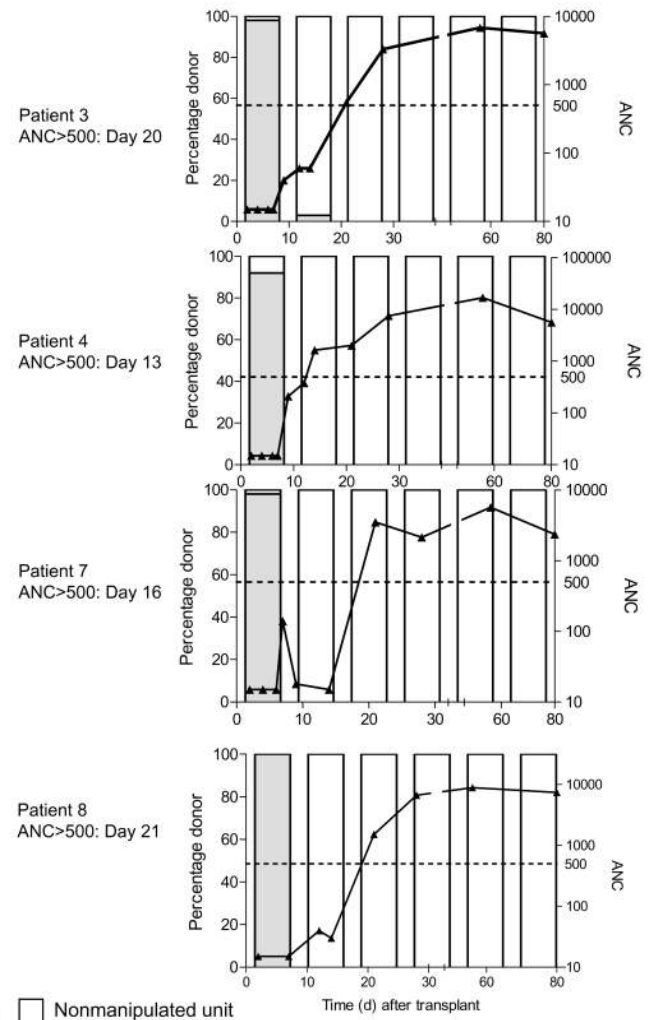 Patient 3
ANC>500: Day 20
Percentage donor
100
80
60
40
20
0
10000
1000
500
100
10
ANC
0 10 20 30 60 80
Patient 4
ANC>500: Day 13
Percentage donor
100
80
60
40
20
0
100000
10000
1000
500
100
10
ANC
0 10 20 30 60 80
Patient 7
ANC>500: Day 16
Percentage donor
100
80
60
40
20
0
10000
1000
500
100
10
ANC
0 10 20 30 60 80
Patient 8
ANC>500: Day 21
Percentage donor
100
80
60
40
20
0
10000
1000
500
100
10
ANC
0 10 20 30 60 80
Nonmanipulated unit
Time (d) after transplant